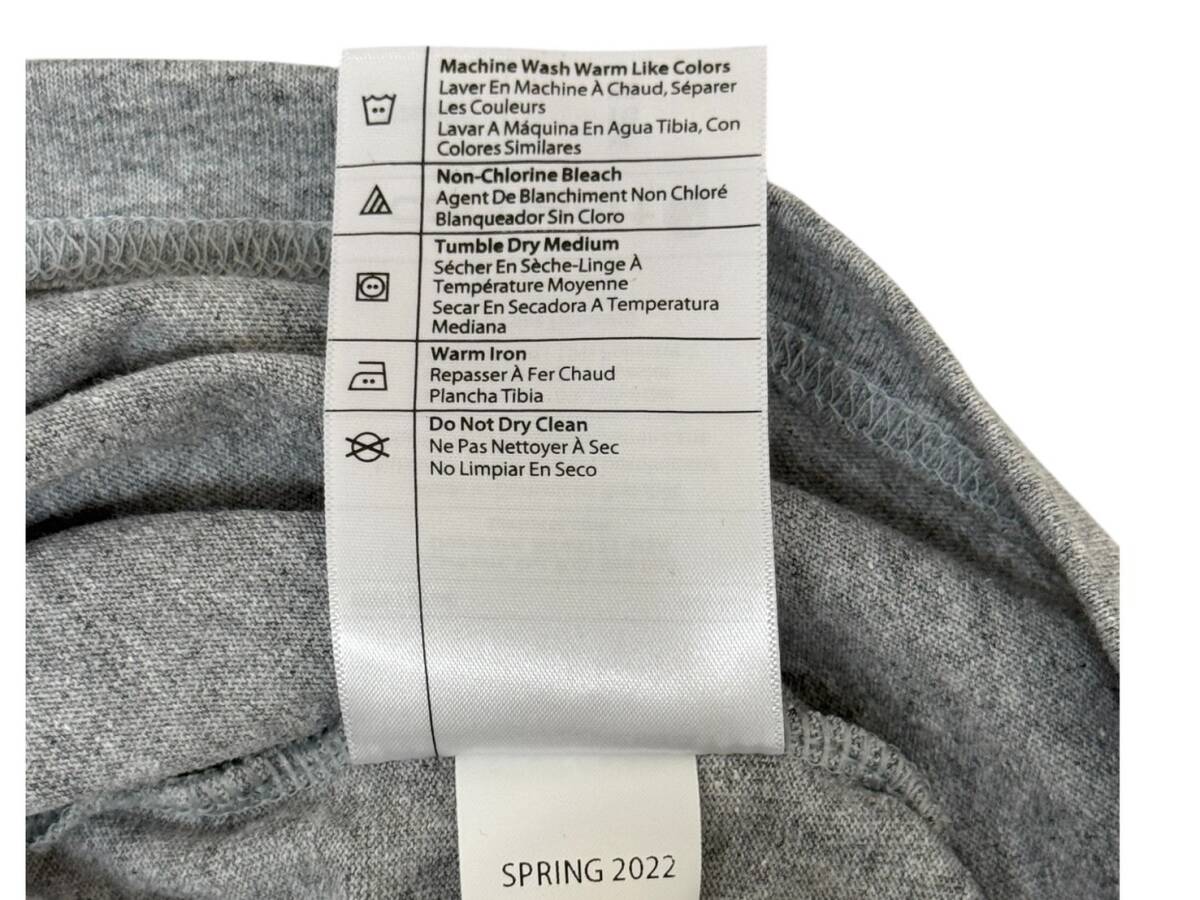 Machine Wash Warm Like Colors
Laver En Machine À Chaud, Séparer
Les Couleurs
Lavar A Máquina En Agua Tibia, Con
Colores Similares
Non-Chlorine Bleach
Agent De Blanchiment Non Chloré
Blanqueador Sin Cloro
Tumble Dry Medium
Sécher En Sèche-Linge À
Température Moyenne
Secar En Secadora A Temperatura
Mediana
Warm Iron
Repasser À Fer Chaud
Plancha Tibia
Do Not Dry Clean
Ne Pas Nettoyer À Sec
No Limpiar En Seco
SPRING 2022